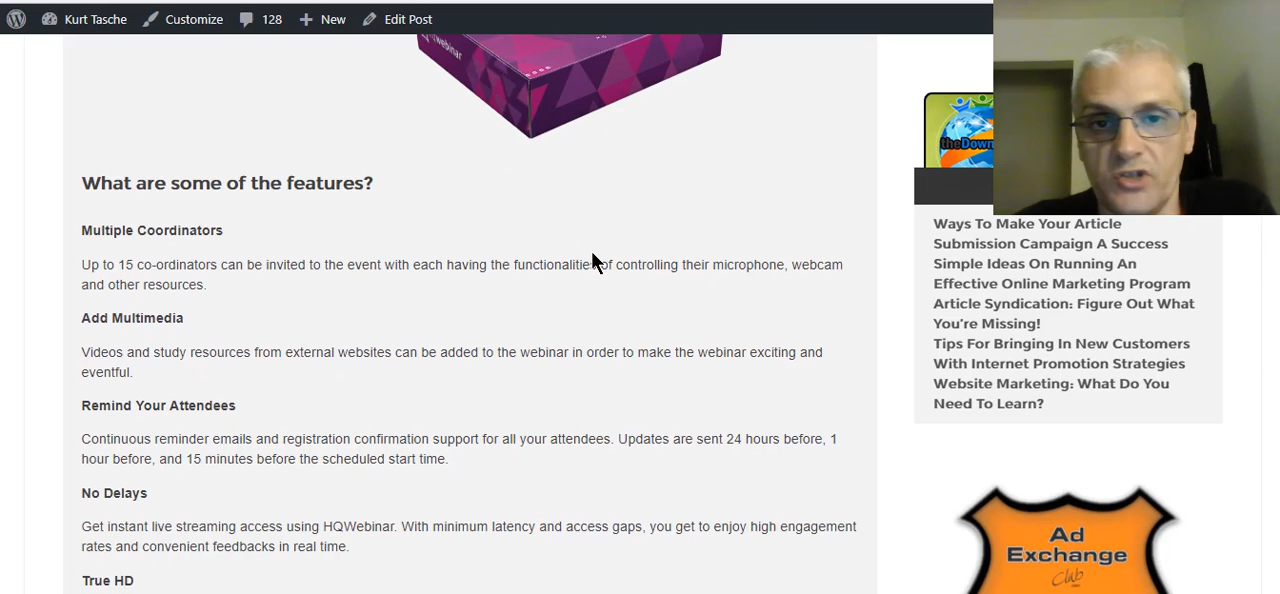 Kurt Tasche Customize 128 New Edit Post
webinar
theDown
What are some of the features?
Multiple Coordinators
Up to 15 co-ordinators can be invited to the event with each having the functionalities of controlling their microphone, webcam
and other resources.
Add Multimedia
Videos and study resources from external websites can be added to the webinar in order to make the webinar exciting and
eventful.
Remind Your Attendees
Continuous reminder emails and registration confirmation support for all your attendees. Updates are sent 24 hours before, 1
hour before, and 15 minutes before the scheduled start time.
No Delays
Get instant live streaming access using HQWebinar. With minimum latency and access gaps, you get to enjoy high engagement
rates and convenient feedbacks in real time.
True HD
Ways To Make Your Article
Submission Campaign A Success
Simple Ideas On Running An
Effective Online Marketing Program
Article Syndication: Figure Out What
You're Missing!
Tips For Bringing In New Customers
With Internet Promotion Strategies
Website Marketing: What Do You
Need To Learn?
Ad
Exchange
Club